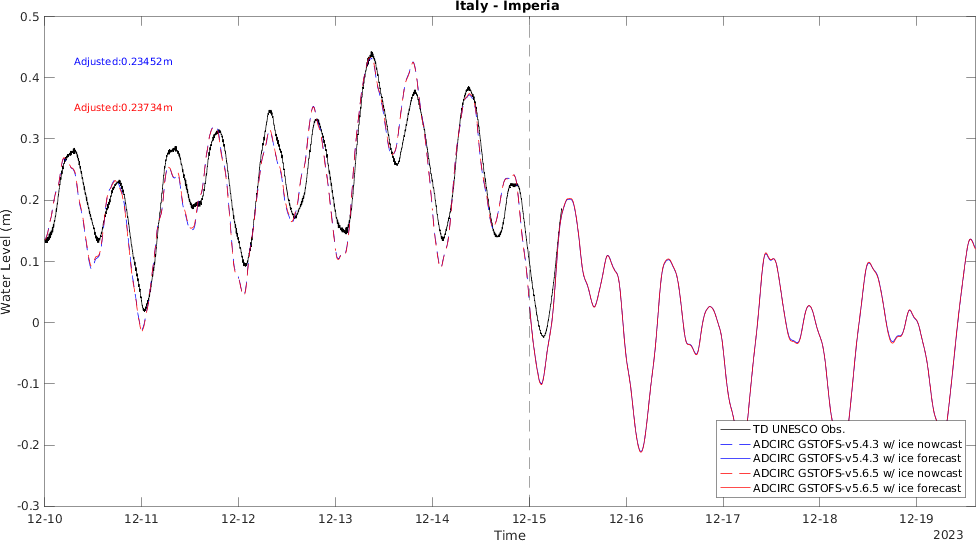 Italy - Imperia
0.5
Adjusted:0.23452m
0.4
Adjusted:0.23734m
0.3
0.2
0.1
0
-0.1
-0.2
-0.3
Water Level (m)
TD UNESCO Obs.
ADCIRC GSTOFS-v5.4.3 w/ ice nowcast
ADCIRC GSTOFS-v5.4.3 w/ ice forecast
ADCIRC GSTOFS-v5.6.5 w/ ice nowcast
ADCIRC GSTOFS-v5.6.5 w/ ice forecast
12-10 12-11 12-12 12-13 12-14 12-15 12-16 12-17 12-18 12-19
Time
2023